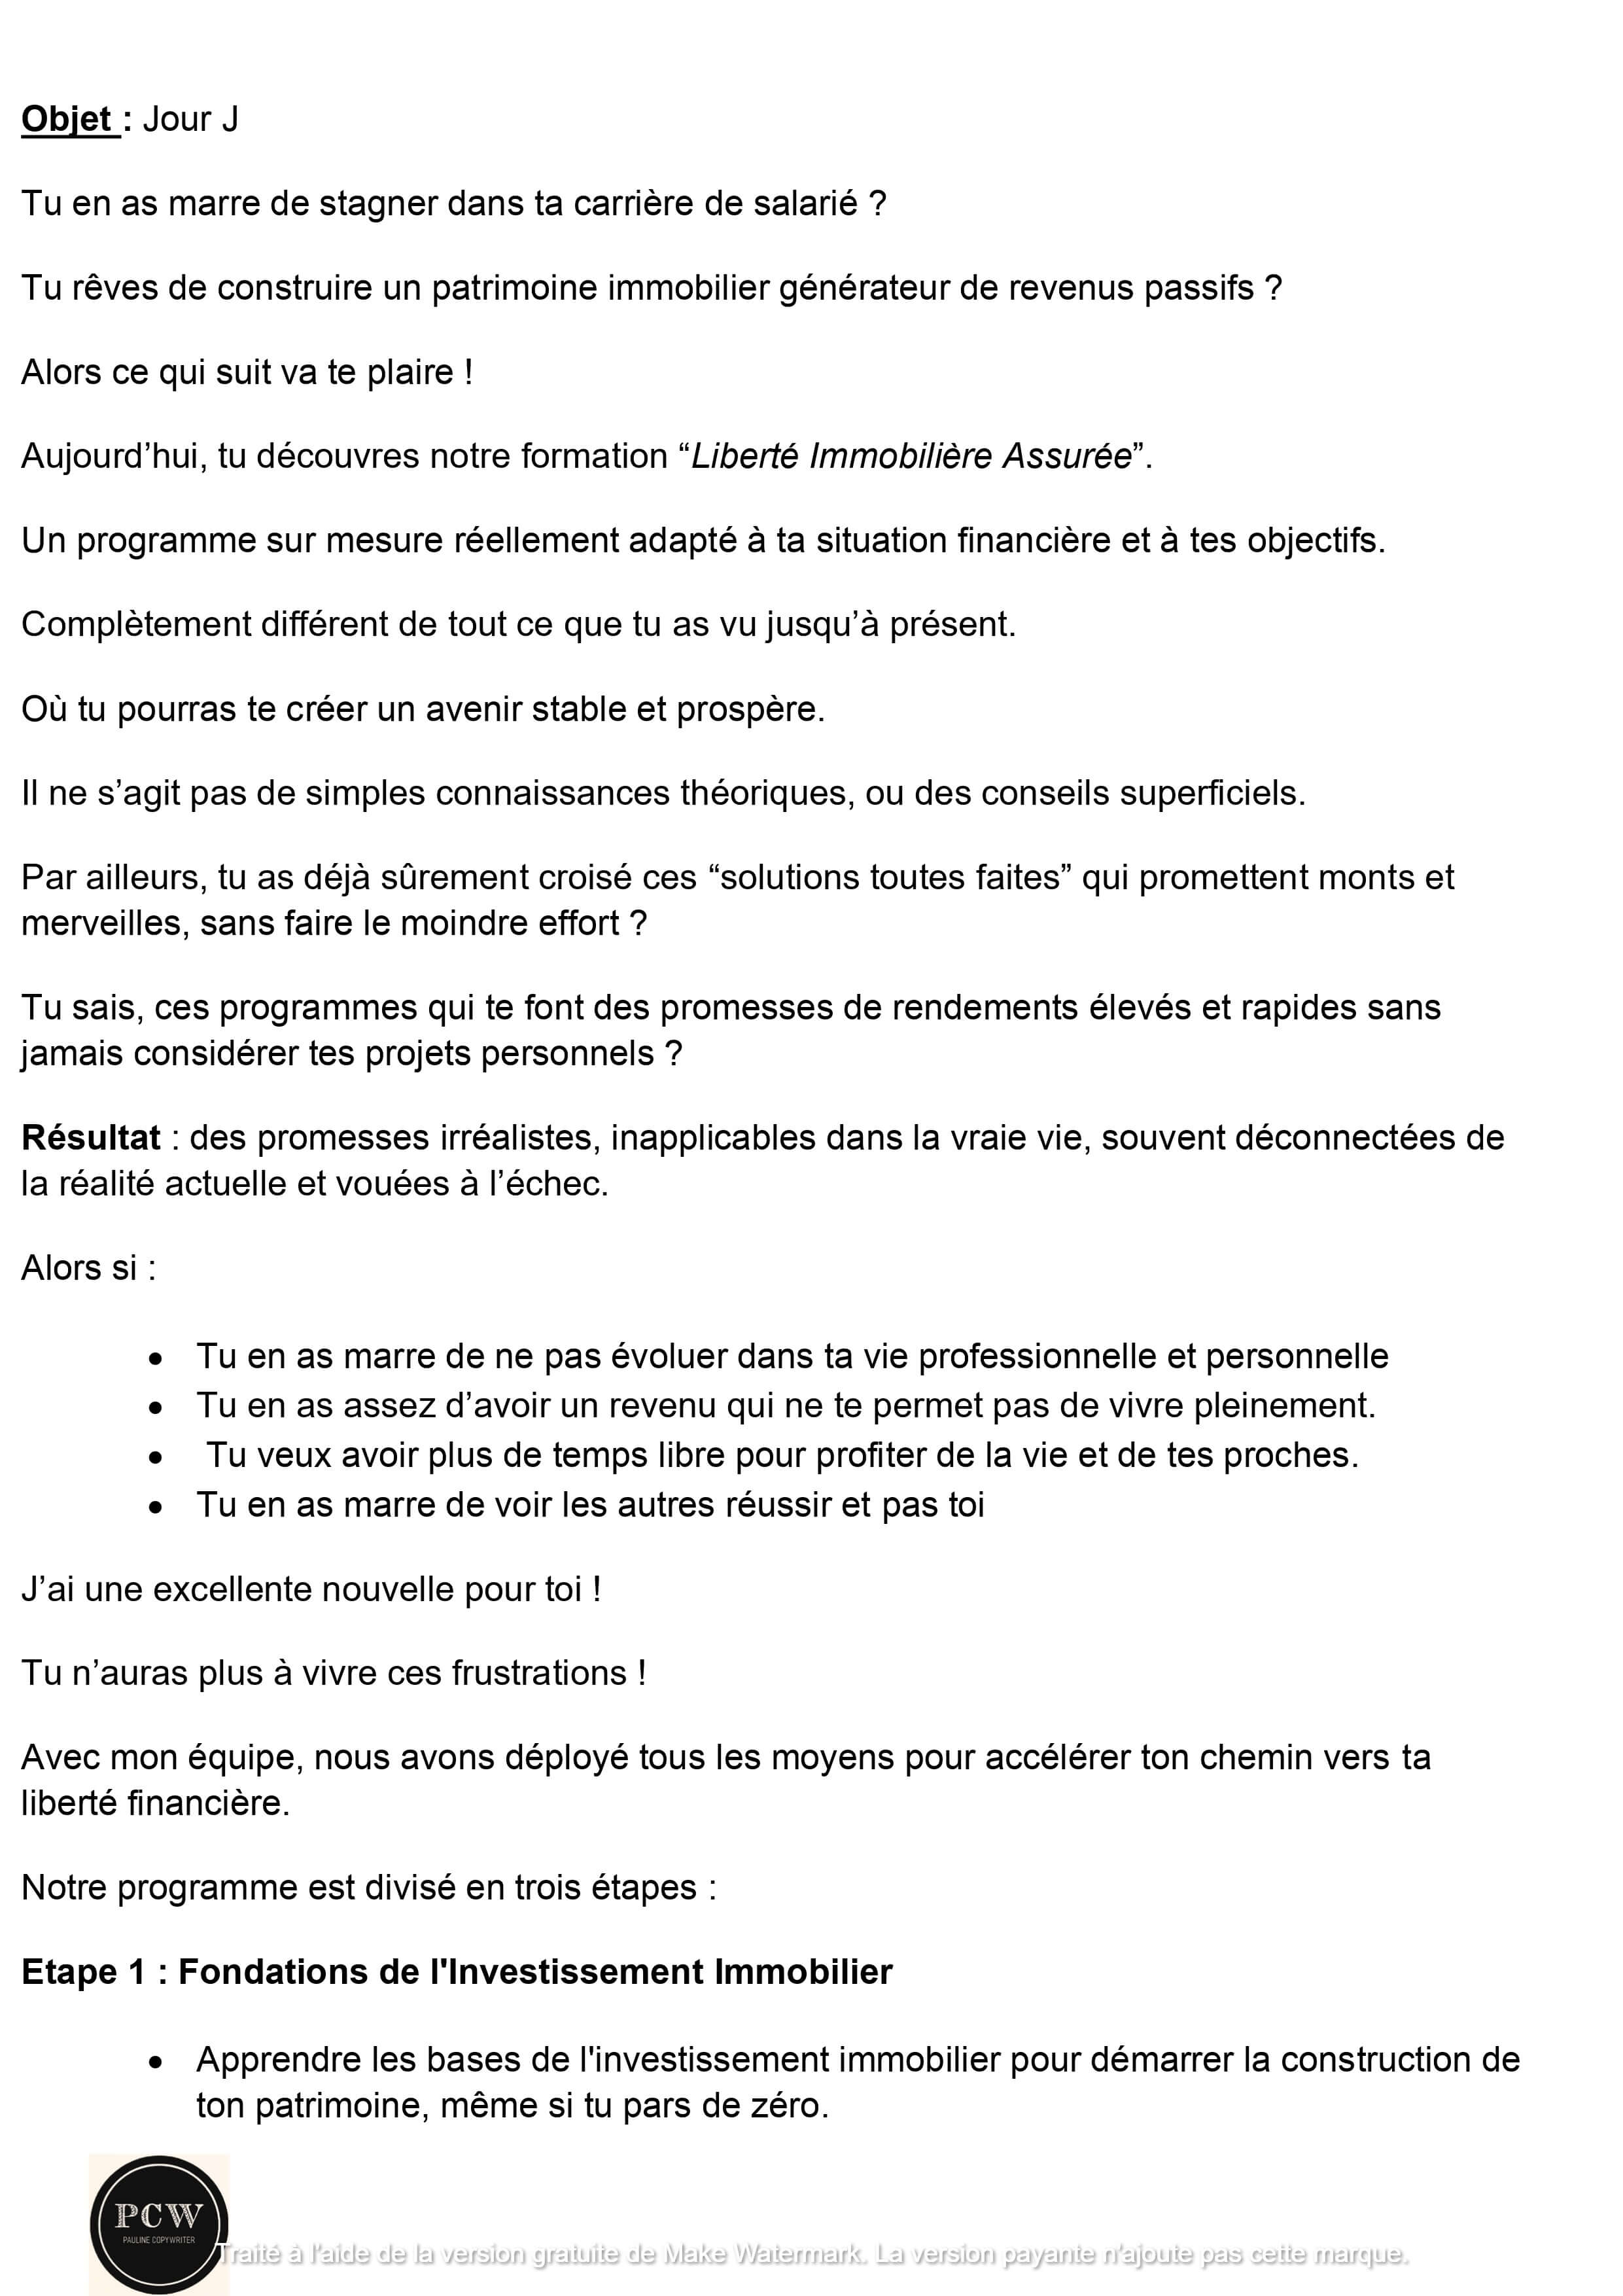 Objet : Jour J
Tu en as marre de stagner dans ta carrière de salarié ?
Tu rêves de construire un patrimoine immobilier générateur de revenus passifs ?
Alors ce qui suit va te plaire !
Aujourd’hui, tu découvres notre formation “Liberté Immobilière Assurée”.
Un programme sur mesure réellement adapté à ta situation financière et à tes objectifs.
Complètement différent de tout ce que tu as vu jusqu’à présent.
Où tu pourras te créer un avenir stable et prospère.
Il ne s’agit pas de simples connaissances théoriques, ou des conseils superficiels.
Par ailleurs, tu as déjà sûrement croisé ces “solutions toutes faites” qui promettent monts et
merveilles, sans faire le moindre effort ?
Tu sais, ces programmes qui te font des promesses de rendements élevés et rapides sans
jamais considérer tes projets personnels ?
Résultat : des promesses irréalistes, inapplicables dans la vraie vie, souvent déconnectées de
la réalité actuelle et vouées à l’échec.
Alors si :
• Tu en as marre de ne pas évoluer dans ta vie professionnelle et personnelle
• Tu en as assez d’avoir un revenu qui ne te permet pas de vivre pleinement.
• Tu veux avoir plus de temps libre pour profiter de la vie et de tes proches.
• Tu en as marre de voir les autres réussir et pas toi
J’ai une excellente nouvelle pour toi !
Tu n’auras plus à vivre ces frustrations !
Avec mon équipe, nous avons déployé tous les moyens pour accélérer ton chemin vers ta
liberté financière.
Notre programme est divisé en trois étapes :
Etape 1 : Fondations de l'Investissement Immobilier
• Apprendre les bases de l'investissement immobilier pour démarrer la construction de
ton patrimoine, même si tu pars de zéro.
PCW
PAULINE COPYWRITER
Traité à l'aide de la version gratuite de Make Watermark. La version payante n'ajoute pas cette marque.